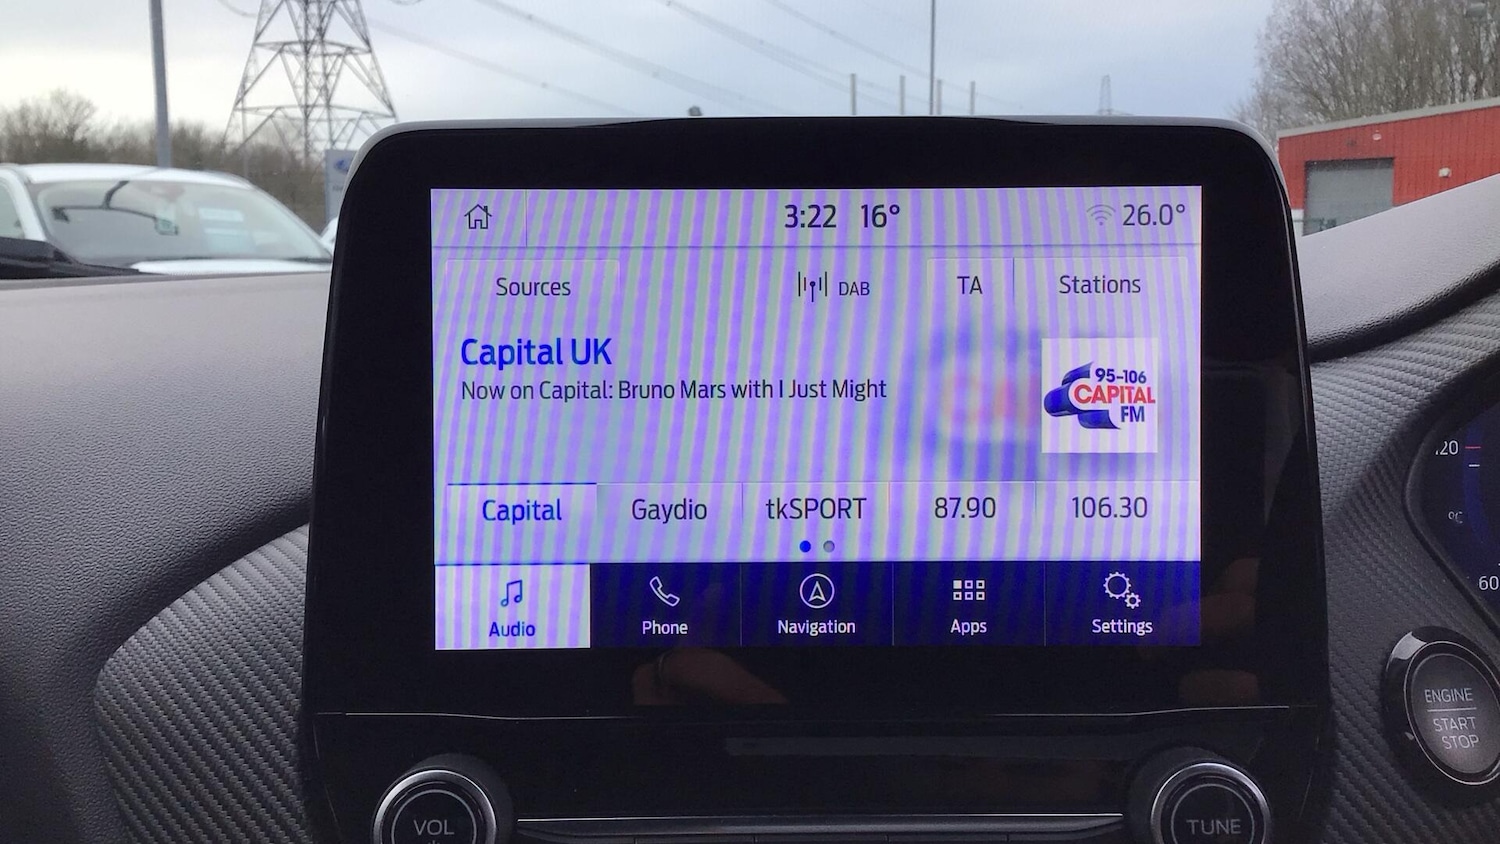 3:22 16° 26.0°
Sources DAB TA Stations
Capital UK
Now on Capital: Bruno Mars with I Just Might
95-106
CAPITAL
FM
Capital Gaydio tkSPORT 87.90 106.30
Audio Phone Navigation Apps Settings
VOL TUNE
ENGINE
START
STOP
120
°C
60